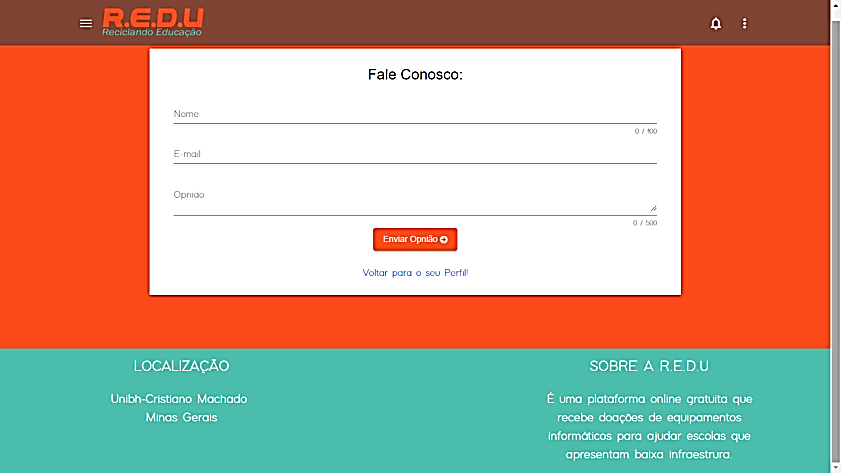 R.E.D.U
Reciclando Educação
Fale Conosco:
Nome
0 / 100
E-mail
Opnião
0 / 500
Enviar Opnião
Voltar para o seu Perfil!
LOCALIZAÇÃO
Unibh-Cristiano Machado
Minas Gerais
SOBRE A R.E.D.U
É uma plataforma online gratuita que
recebe doações de equipamentos
informáticos para ajudar escolas que
apresentam baixa infraestrura.